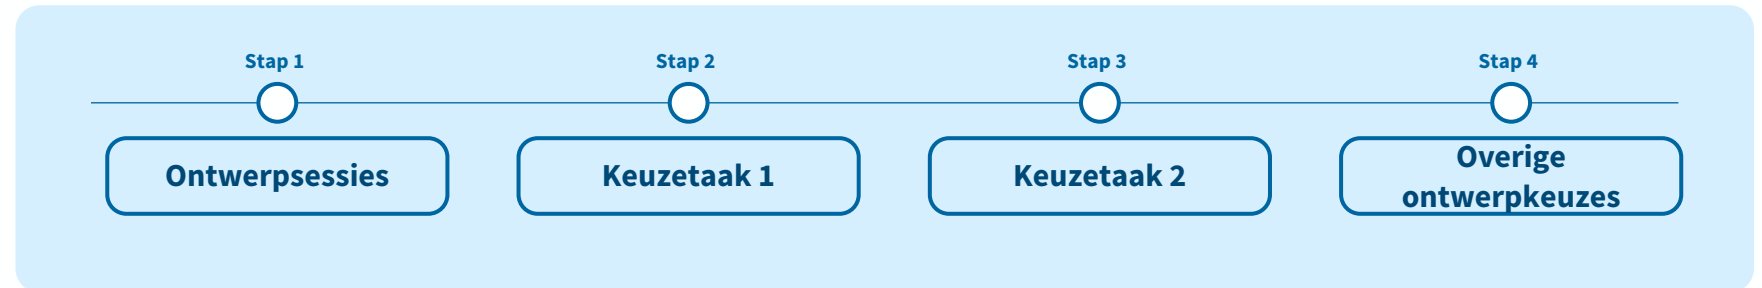 Stap 1
Stap 2
Stap 3
Stap 4
Ontwerpsessies
Keuzetaak 1
Keuzetaak 2
Overige
ontwerpkeuzes